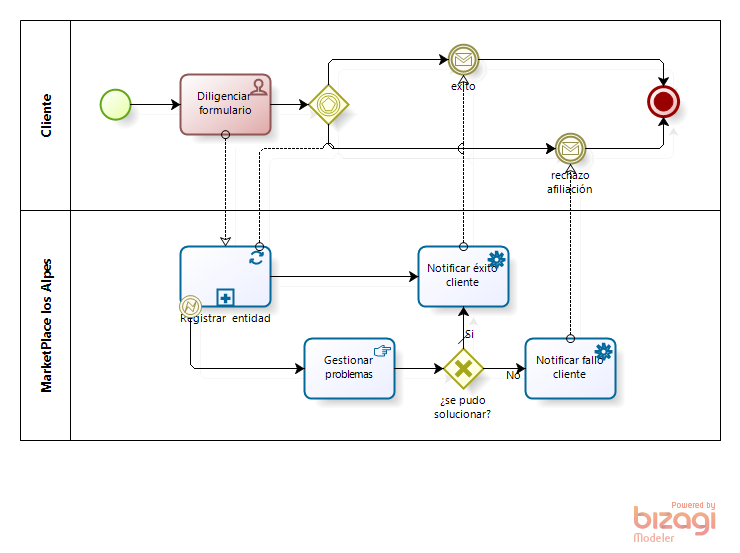 Cliente
Diligenciar
formulario
exito
rechazo
afiliación
MarketPlace los Alpes
Registrar entidad
Notificar éxito
cliente
Gestionar
problemas
Si
¿se pudo
solucionar?
No
Notificar fallo
cliente
Powered by
bizagi
Modeler